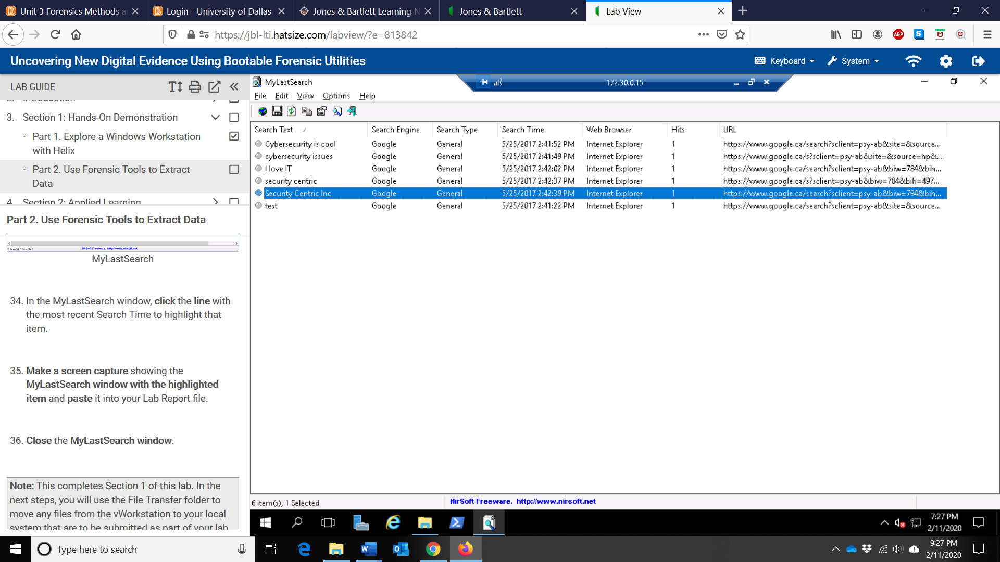 Unit 3 Forensics Methods a
Login - University of Dallas
Jones & Bartlett Learning N
Jones & Bartlett
Lab View
https://jbl-lti.hatsize.com/labview/?e=813842
ABP
S
Uncovering New Digital Evidence Using Bootable Forensic Utilities
Keyboard
System
LAB GUIDE
2. Introduction
3. Section 1: Hands-On Demonstration
Part 1. Explore a Windows Workstation
with Helix
Part 2. Use Forensic Tools to Extract
Data
4. Section 2: Applied Learning
Part 2. Use Forensic Tools to Extract Data
6 item(s), 1 Selected
NirSoft Freeware. http://www.nirsoft.net
MyLastSearch
34. In the MyLastSearch window, click the line with
the most recent Search Time to highlight that
item.
35. Make a screen capture showing the
MyLastSearch window with the highlighted
item and paste it into your Lab Report file.
36. Close the MyLastSearch window.
Note: This completes Section 1 of this lab. In the
next steps, you will use the File Transfer folder to
move any files from the vWorkstation to your local
system that are to be submitted as part of your lab
MyLastSearch
172.30.0.15
File Edit View Options Help
Search Text Search Engine Search Type Search Time Web Browser Hits URL
Cybersecurity is cool Google General 5/25/2017 2:41:52 PM Internet Explorer 1 https://www.google.ca/search?sclient=psy-ab&site=&source...
cybersecurity issues Google General 5/25/2017 2:41:49 PM Internet Explorer 1 https://www.google.ca/s?sclient=psy-ab&site=&source=hp&...
I love IT Google General 5/25/2017 2:42:02 PM Internet Explorer 1 https://www.google.ca/search?sclient=psy-ab&biw=784&bih...
security centric Google General 5/25/2017 2:42:37 PM Internet Explorer 1 https://www.google.ca/s?sclient=psy-ab&biw=784&bih=497...
Security Centric Inc Google General 5/25/2017 2:42:39 PM Internet Explorer 1 https://www.google.ca/search?sclient=psy-ab&biw=784&bih...
test Google General 5/25/2017 2:41:22 PM Internet Explorer 1 https://www.google.ca/search?sclient=psy-ab&site=&source...
6 item(s), 1 Selected
NirSoft Freeware. http://www.nirsoft.net
7:27 PM
2/11/2020
Type here to search
9:27 PM
2/11/2020